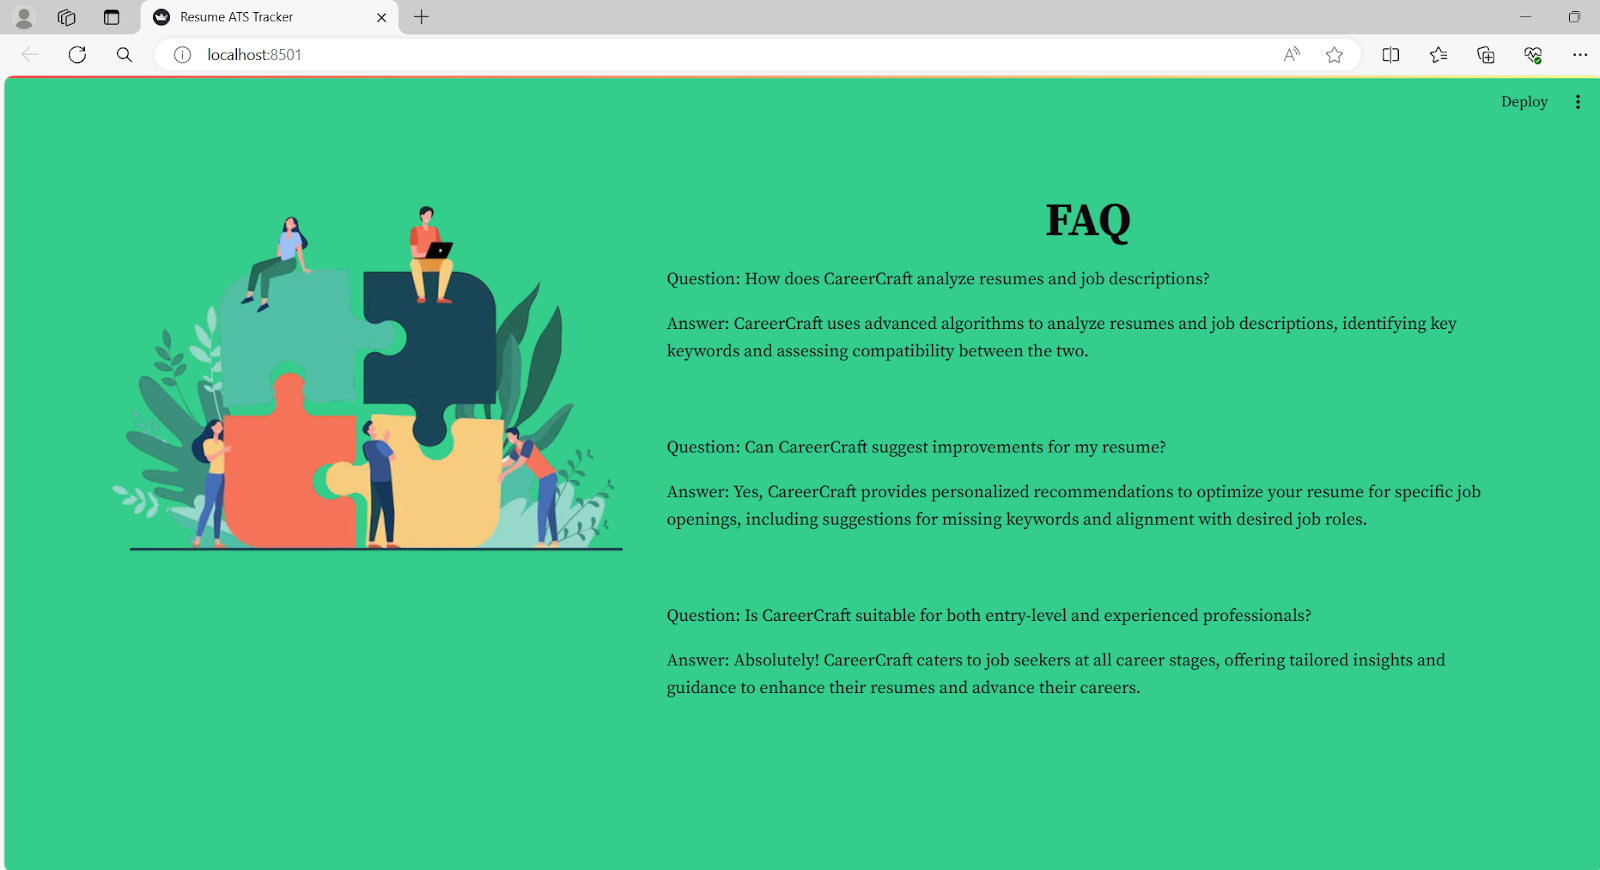 Resume ATS Tracker
localhost:8501
Deploy
FAQ
Question: How does CareerCraft analyze resumes and job descriptions?
Answer: CareerCraft uses advanced algorithms to analyze resumes and job descriptions, identifying key
keywords and assessing compatibility between the two.
Question: Can CareerCraft suggest improvements for my resume?
Answer: Yes, CareerCraft provides personalized recommendations to optimize your resume for specific job
openings, including suggestions for missing keywords and alignment with desired job roles.
Question: Is CareerCraft suitable for both entry-level and experienced professionals?
Answer: Absolutely! CareerCraft caters to job seekers at all career stages, offering tailored insights and
guidance to enhance their resumes and advance their careers.